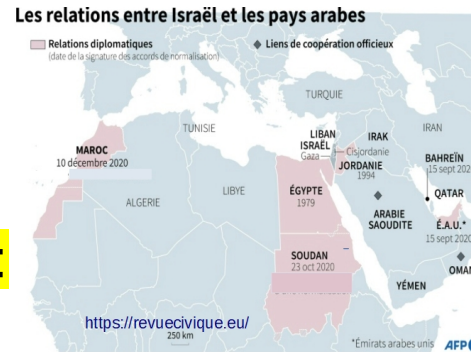 Les relations entre Israël et les pays arabes
Relations diplomatiques
(date de la signature des accords de normalisation)
Liens de coopération officieux
TURQUIE
TUNISIE
LIBAN
ISRAËL
IRAK
IRAN
Cisjordanie
Gaza
MAROC
10 décembre 2020
JORDANIE
1994
BAHREÏN
15 sept 202
QATAR
ALGERIE
LIBYE
ÉGYPTE
1979
ARABIE
SAOUDITE
É.A.U.*
15 sept 2020
SOUDAN
23 oct 2020
OMAN
YÉMEN
https://revuecivique.eu/
250 km
*Émirats arabes unis
AFP